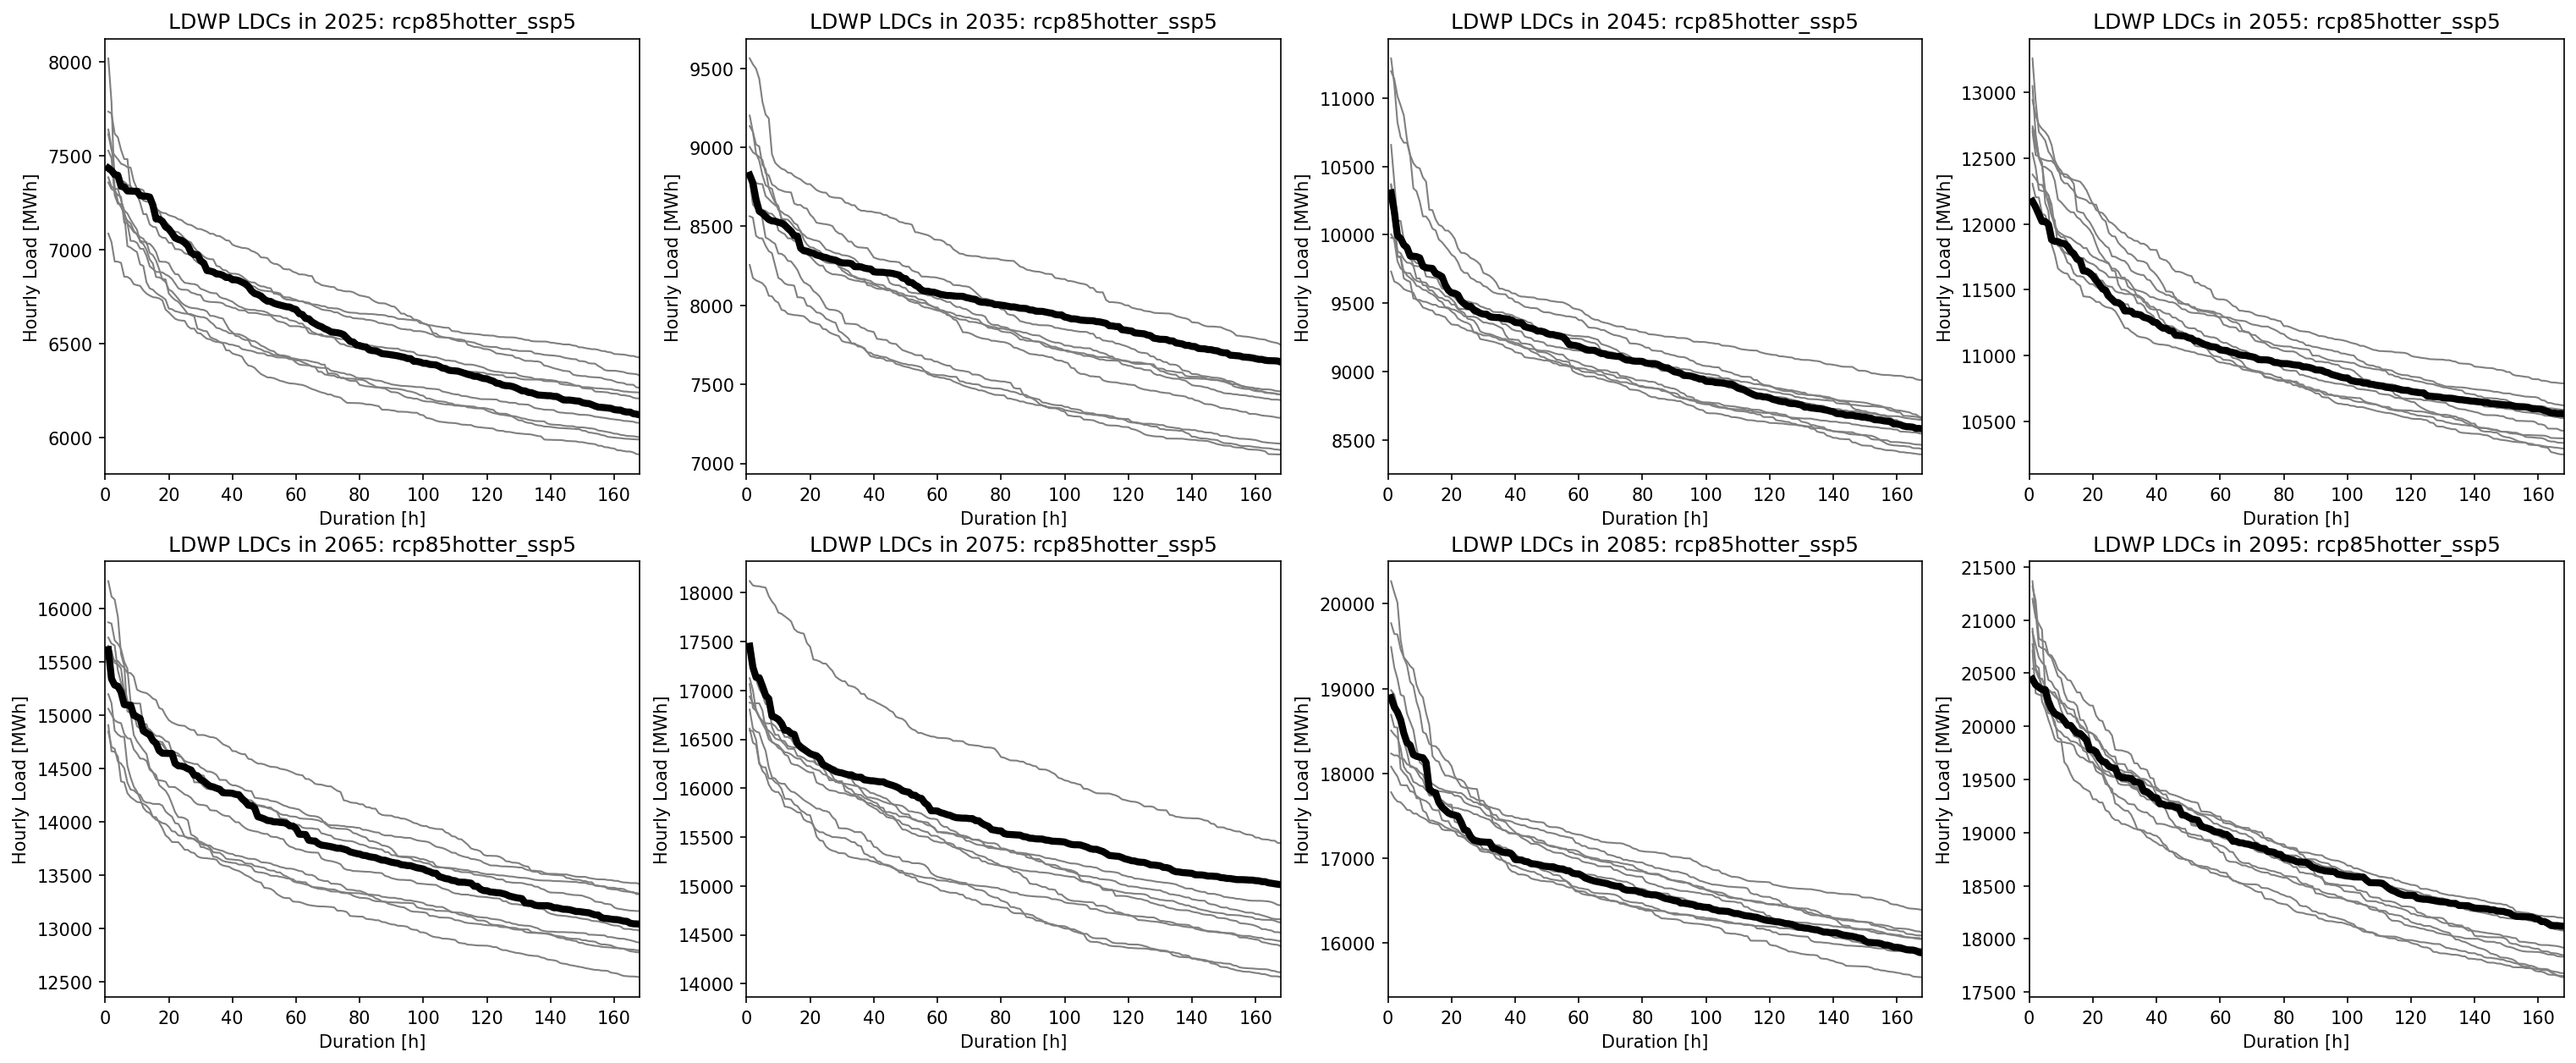 LDWP LDCs in 2025: rcp85hotter_ssp5
Hourly Load [MWh]
8000
7500
7000
6500
6000
0 20 40 60 80 100 120 140 160
Duration [h]
LDWP LDCs in 2035: rcp85hotter_ssp5
Hourly Load [MWh]
9500
9000
8500
8000
7500
7000
0 20 40 60 80 100 120 140 160
Duration [h]
LDWP LDCs in 2045: rcp85hotter_ssp5
Hourly Load [MWh]
11000
10500
10000
9500
9000
8500
0 20 40 60 80 100 120 140 160
Duration [h]
LDWP LDCs in 2055: rcp85hotter_ssp5
Hourly Load [MWh]
13000
12500
12000
11500
11000
10500
0 20 40 60 80 100 120 140 160
Duration [h]
LDWP LDCs in 2065: rcp85hotter_ssp5
Hourly Load [MWh]
16000
15500
15000
14500
14000
13500
13000
12500
0 20 40 60 80 100 120 140 160
Duration [h]
LDWP LDCs in 2075: rcp85hotter_ssp5
Hourly Load [MWh]
18000
17500
17000
16500
16000
15500
15000
14500
14000
0 20 40 60 80 100 120 140 160
Duration [h]
LDWP LDCs in 2085: rcp85hotter_ssp5
Hourly Load [MWh]
20000
19000
18000
17000
16000
0 20 40 60 80 100 120 140 160
Duration [h]
LDWP LDCs in 2095: rcp85hotter_ssp5
Hourly Load [MWh]
21500
21000
20500
20000
19500
19000
18500
18000
17500
0 20 40 60 80 100 120 140 160
Duration [h]